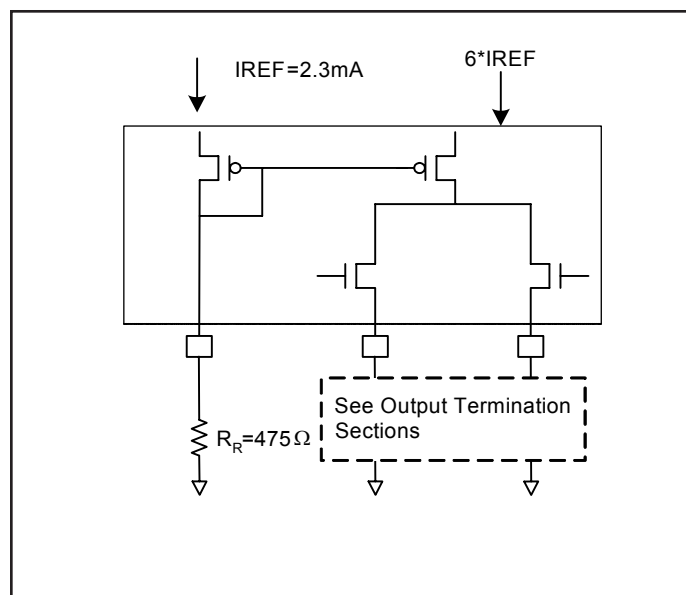 IREF=2.3mA
6*IREF
See Output Termination
Sections
R_R=475Ω